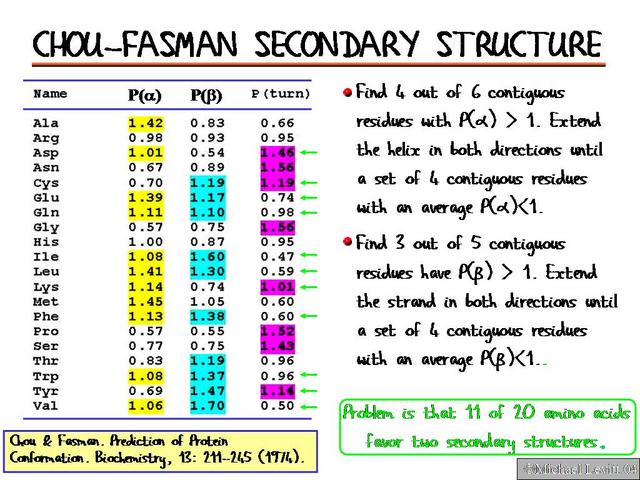 CHOU-FASMAN SECONDARY STRUCTURE
Name P(α) P(β) P(turn)
Ala 1.42 0.83 0.66
Arg 0.98 0.93 0.95
Asp 1.01 0.54 1.46
Asn 0.67 0.89 1.56
Cys 0.70 1.19 1.19
Glu 1.39 1.17 0.74
Gln 1.11 1.10 0.98
Gly 0.57 0.75 1.56
His 1.00 0.87 0.95
Ile 1.08 1.60 0.47
Leu 1.41 1.30 0.59
Lys 1.14 0.74 1.01
Met 1.45 1.05 0.60
Phe 1.13 1.38 0.60
Pro 0.57 0.55 1.52
Ser 0.77 0.75 1.43
Thr 0.83 1.19 0.96
Trp 1.08 1.37 0.96
Tyr 0.69 1.47 1.14
Val 1.06 1.70 0.50
Chou & Fasman. Prediction of Protein
Conformation. Biochemistry, 13: 211-245 (1974).
Find 4 out of 6 contiguous
residues with P(α) > 1. Extend
the helix in both directions until
a set of 4 contiguous residues
with an average P(α)<1.
Find 3 out of 5 contiguous
residues have P(β) > 1. Extend
the strand in both directions until
a set of 4 contiguous residues
with an average P(β)<1..
Problem is that 11 of 20 amino acids
favor two secondary structures.
©Michael Levitt 04